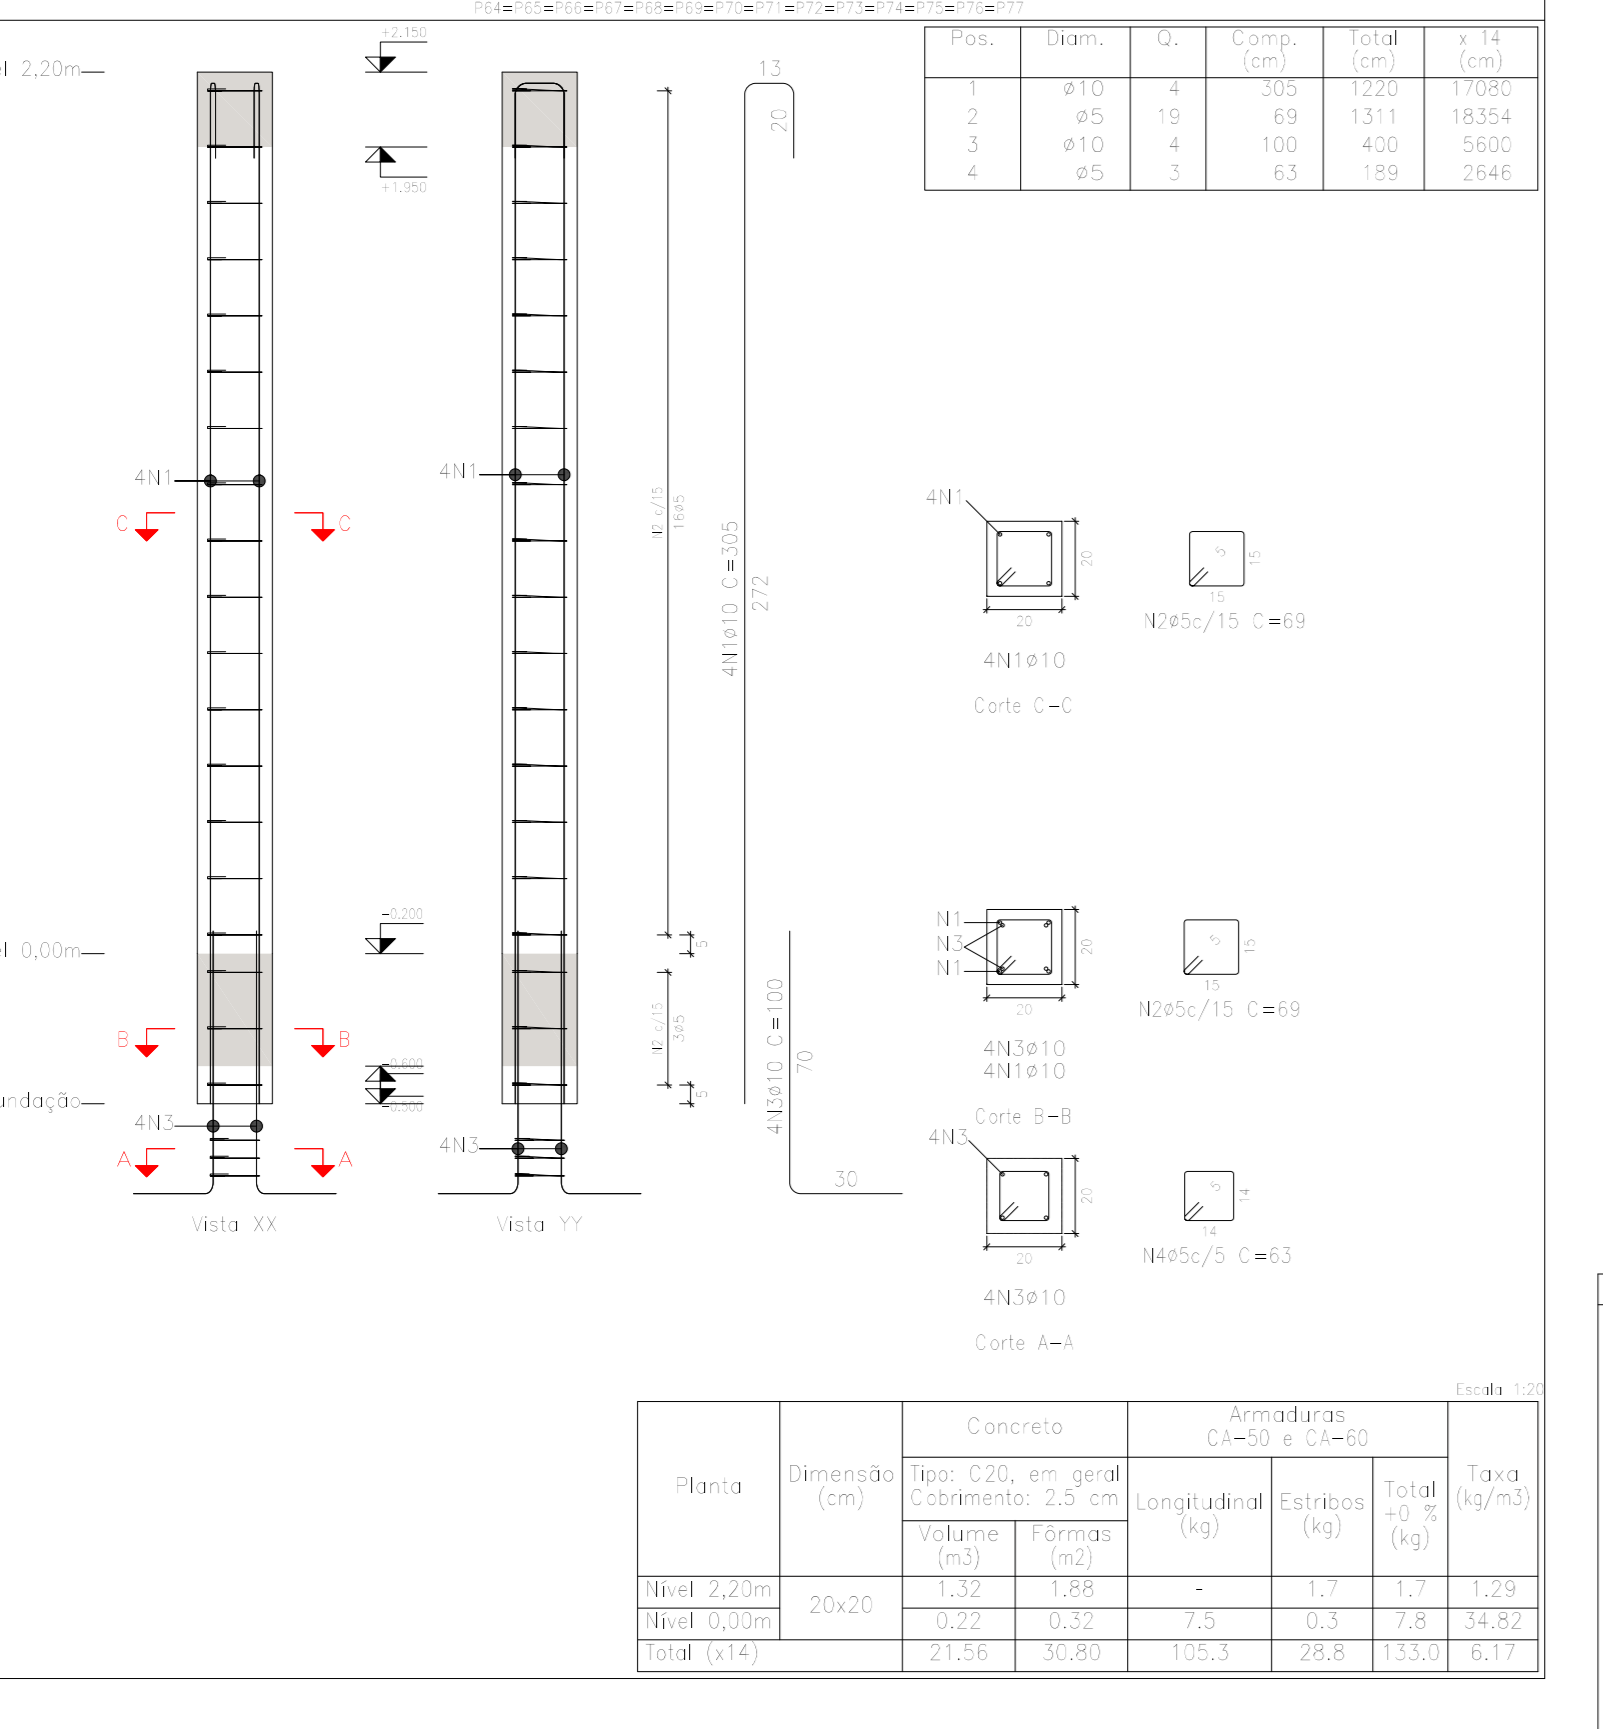 P64=P65=P66=P67=P68=P69=P70=P71=P72=P73=P74=P75=P76=P77
Pos. Diam. Q. Comp. (cm) Total (cm) x 14 (cm)
1 ø10 4 305 1220 17080
2 ø5 19 69 1311 18354
3 ø10 4 100 400 5600
4 ø5 3 63 189 2646
el 2,20m
+2.150
+1.950
13
20
4N1
4N1
C C
N2 c/15
16ø5
4N1ø10 C=305
272
4N1
20
20
4N1ø10
Corte C-C
5
15
15
N2ø5c/15 C=69
el 0,00m
-0.200
5
B B
-0.600
N2 c/15
3ø5
5
undação
4N3
4N3
A A
4N3ø10 C=100
70
30
Vista XX
Vista YY
N1
N3
N1
20
20
4N3ø10
4N1ø10
Corte B-B
5
15
15
N2ø5c/15 C=69
4N3
20
20
4N3ø10
Corte A-A
5
14
14
N4ø5c/5 C=63
Escala 1:20
Planta
Dimensão
(cm)
Concreto
Tipo: C20, em geral
Cobrimento: 2.5 cm
Volume
(m3)
Fôrmas
(m2)
Armaduras
CA-50 e CA-60
Longitudinal
(kg)
Estribos
(kg)
Total
+0 %
(kg)
Taxa
(kg/m3)
Nível 2,20m 20x20 1.32 1.88 - 1.7 1.7 1.29
Nível 0,00m 0.22 0.32 7.5 0.3 7.8 34.82
Total (x14) 21.56 30.80 105.3 28.8 133.0 6.17